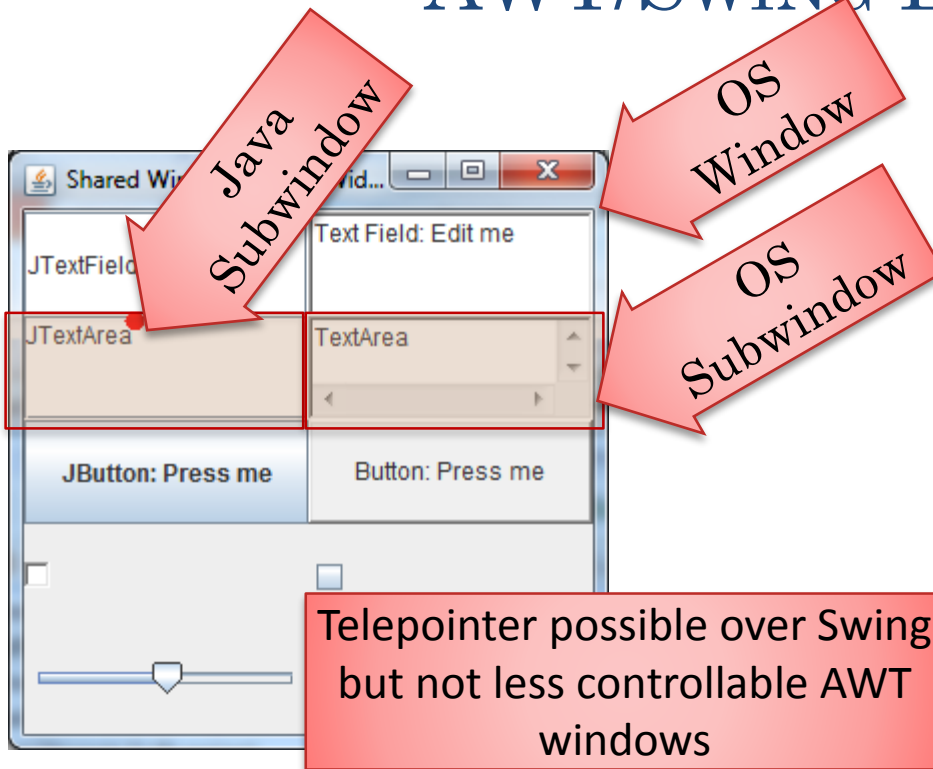 AWT/SWING
Java
Subwindow
OS
Window
Shared Wi
id...
JTextField
Text Field: Edit me
OS
Subwindow
JTextArea
TextArea
JButton: Press me
Button: Press me
Telepointer possible over Swing
but not less controllable AWT
windows